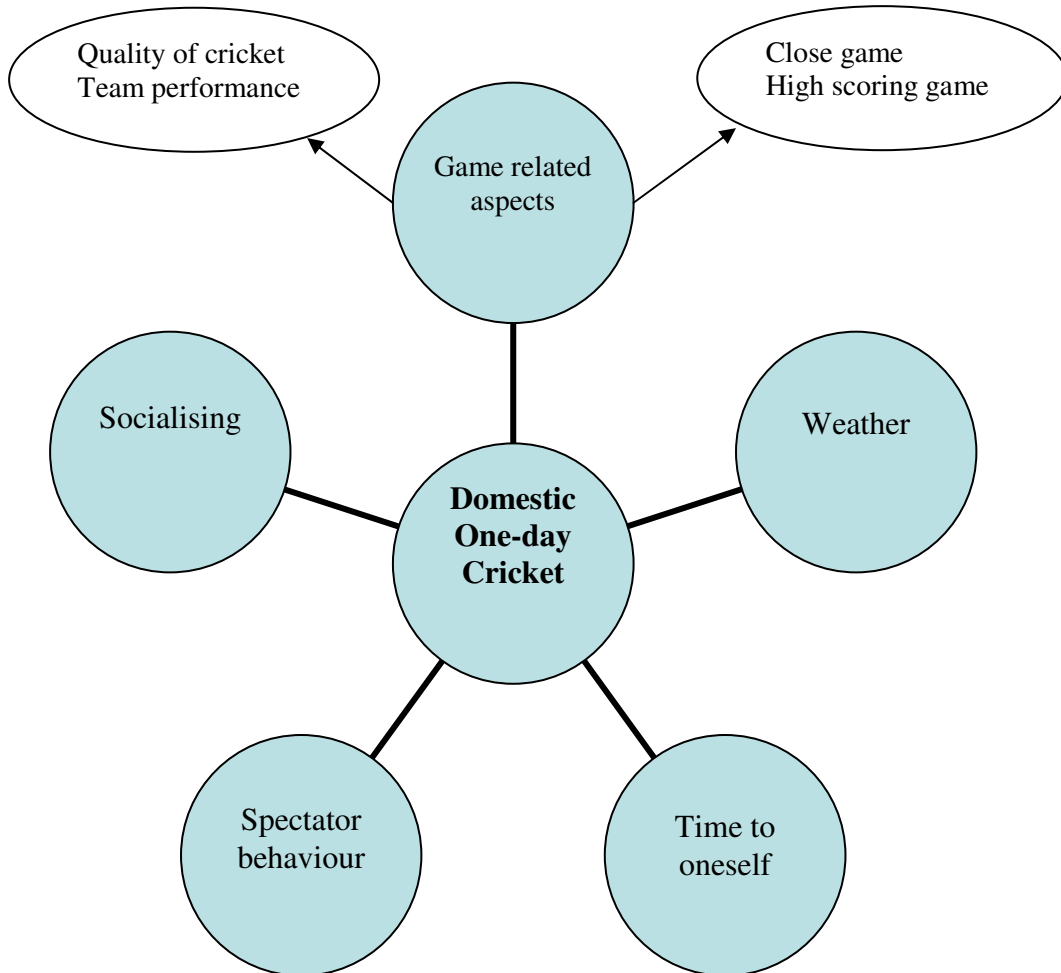 Quality of cricket
Team performance
Close game
High scoring game
Game related
aspects
Socialising
Weather
Domestic
One-day
Cricket
Spectator
behaviour
Time to
oneself